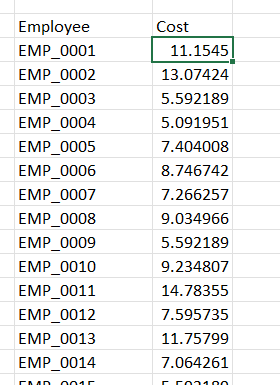 Employee Cost
EMP_0001 11.1545
EMP_0002 13.07424
EMP_0003 5.592189
EMP_0004 5.091951
EMP_0005 7.404008
EMP_0006 8.746742
EMP_0007 7.266257
EMP_0008 9.034966
EMP_0009 5.592189
EMP_0010 9.234807
EMP_0011 14.78355
EMP_0012 7.595735
EMP_0013 11.75799
EMP_0014 7.064261